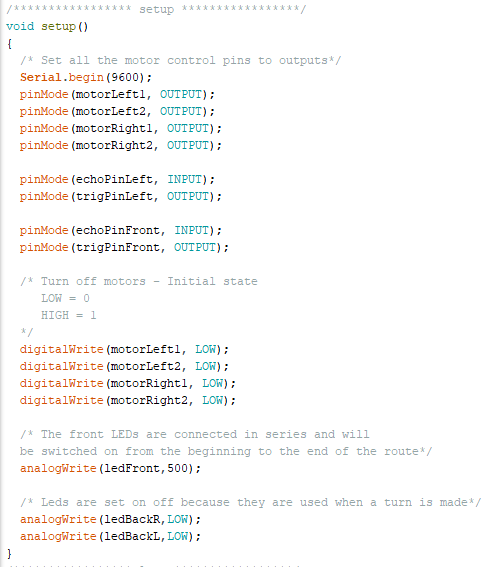 /***************** setup *****************/
void setup()
{
/* Set all the motor control pins to outputs*/
Serial.begin(9600);
pinMode(motorLeft1, OUTPUT);
pinMode(motorLeft2, OUTPUT);
pinMode(motorRight1, OUTPUT);
pinMode(motorRight2, OUTPUT);
pinMode(echoPinLeft, INPUT);
pinMode(trigPinLeft, OUTPUT);
pinMode(echoPinFront, INPUT);
pinMode(trigPinFront, OUTPUT);
/* Turn off motors - Initial state
LOW = 0
HIGH = 1
*/
digitalWrite(motorLeft1, LOW);
digitalWrite(motorLeft2, LOW);
digitalWrite(motorRight1, LOW);
digitalWrite(motorRight2, LOW);
/* The front LEDs are connected in series and will
be switched on from the beginning to the end of the route*/
analogWrite(ledFront,500);
/* Leds are set on off because they are used when a turn is made*/
analogWrite(ledBackR,LOW);
analogWrite(ledBackL,LOW);
}